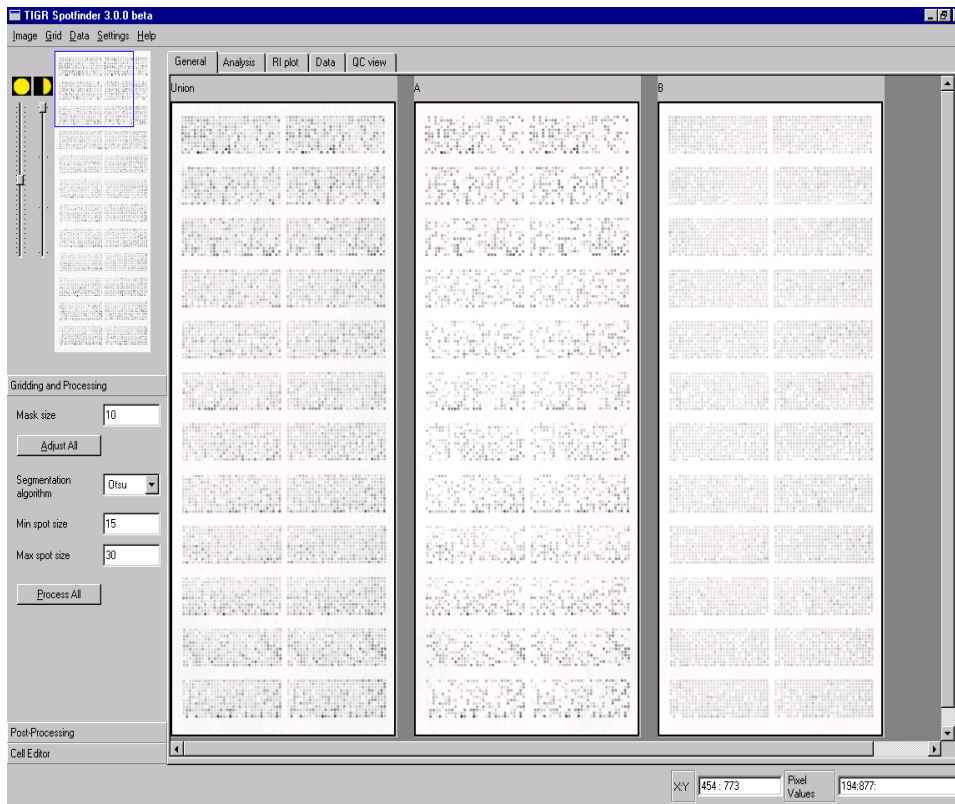 TIGR Spotfinder 3.0.0 beta
Image Grid Data Settings Help
General Analysis RI plot Data QC view
Union A B
Gridding and Processing
Mask size 10
Adjust All
Segmentation
algorithm
Otsu
Min spot size 15
Max spot size 30
Process All
Post-Processing
Cell Editor
X:Y 454 : 773 Pixel
Values
194:877: